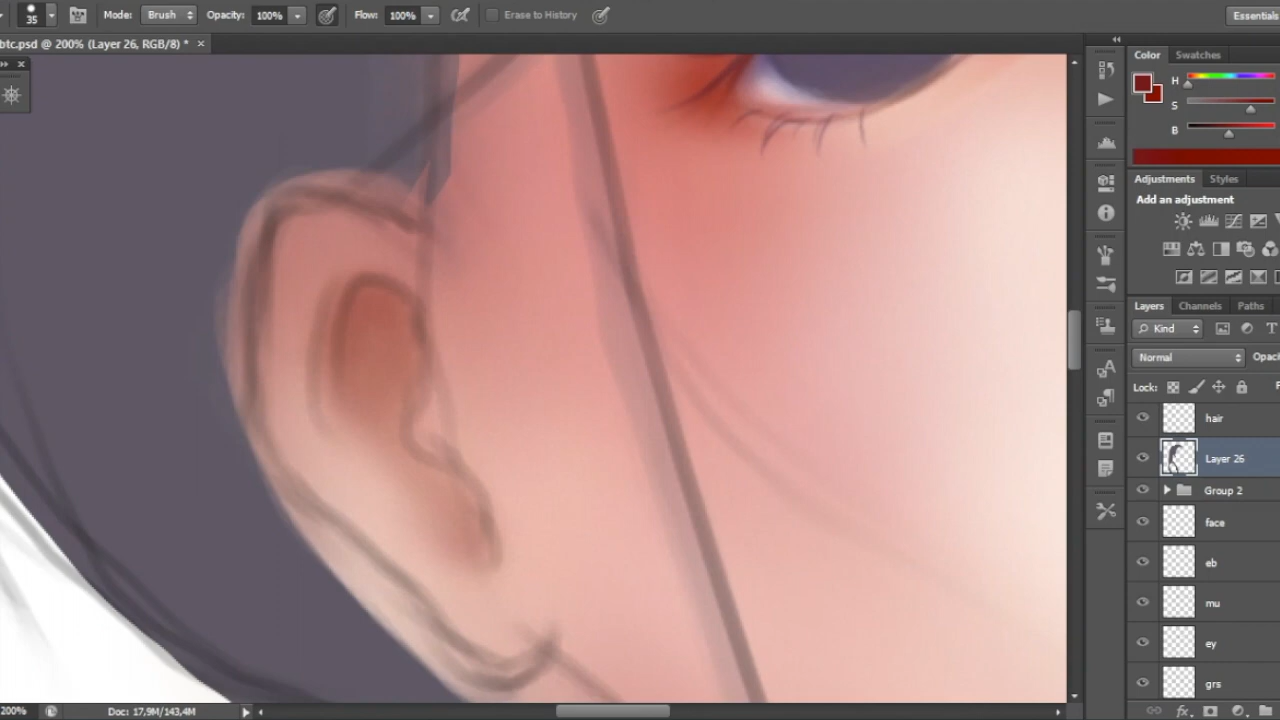 35 Mode: Brush Opacity: 100% Flow: 100% Erase to History Essentials
btc.psd @ 200% (Layer 26, RGB/8) * ×
Color Swatches
H
S
B
Adjustments Styles
Add an adjustment
Layers Channels Paths
Kind T
Normal Opac
Lock: F
hair
Layer 26
Group 2
face
eb
mu
ey
grs
200% Doc: 17,9M/143,4M
fx